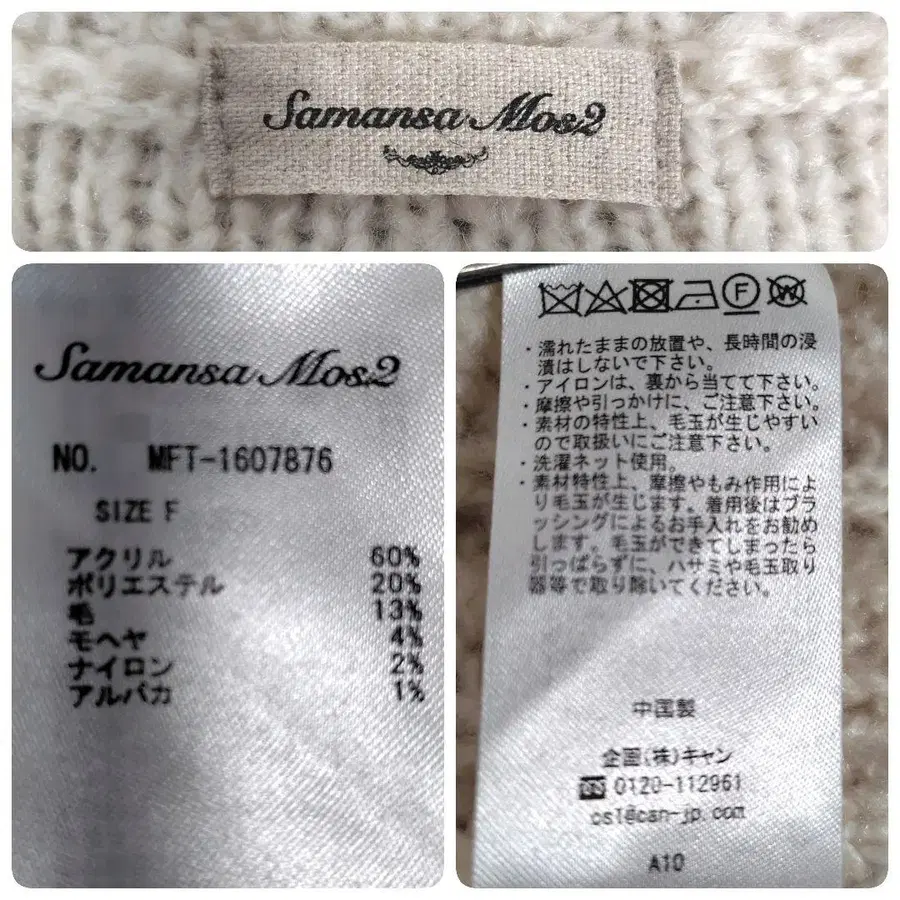 Samansa Mos2
Samansa Mos2
NO. MFT-1607876
SIZE F
アクリル 60%
ポリエステル 20%
毛 13%
モヘヤ 4%
ナイロン 2%
アルパカ 1%
F W
・濡れたままの放置や、長時間の浸
漬はしないで下さい。
・アイロンは、裏から当てて下さい。
・摩擦や引っかけに、ご注意下さい。
・素材の特性上、毛玉が生じやすい
ので取扱いにご注意下さい。
・洗濯ネット使用。
・素材特性上、摩擦やもみ作用によ
り毛玉が生じます。着用後はブラ
ッシングによるお手入れをお勧め
します。毛玉ができてしまったら
引っぱらずに、ハサミや毛玉取り
器等で取り除いてください。
中国製
企画(株)キャン
☎ 0120-112961
cs1@can-jp.com
A10